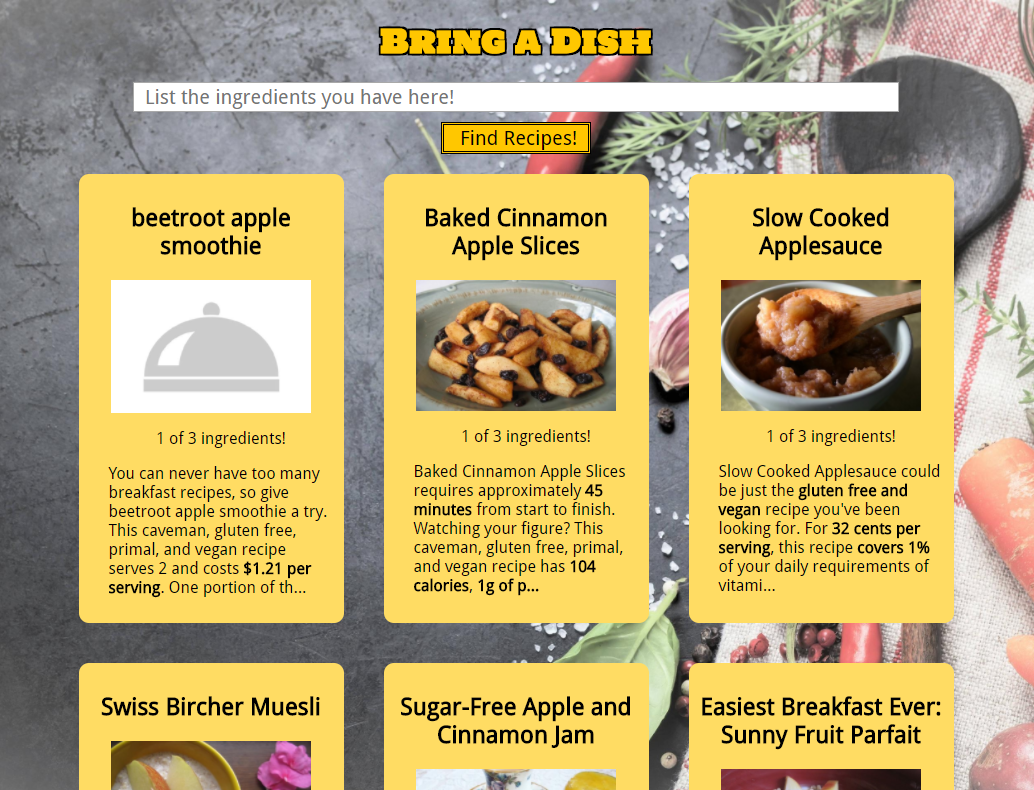 Bring a Dish
List the ingredients you have here!
Find Recipes!
beetroot apple
smoothie
1 of 3 ingredients!
You can never have too many
breakfast recipes, so give
beetroot apple smoothie a try.
This caveman, gluten free,
primal, and vegan recipe
serves 2 and costs $1.21 per
serving. One portion of th...
Baked Cinnamon
Apple Slices
1 of 3 ingredients!
Baked Cinnamon Apple Slices
requires approximately 45
minutes from start to finish.
Watching your figure? This
caveman, gluten free, primal,
and vegan recipe has 104
calories, 1g of p...
Slow Cooked
Applesauce
1 of 3 ingredients!
Slow Cooked Applesauce could
be just the gluten free and
vegan recipe you've been
looking for. For 32 cents per
serving, this recipe covers 1%
of your daily requirements of
vitami...
Swiss Bircher Muesli
Sugar-Free Apple and
Cinnamon Jam
Easiest Breakfast Ever:
Sunny Fruit Parfait